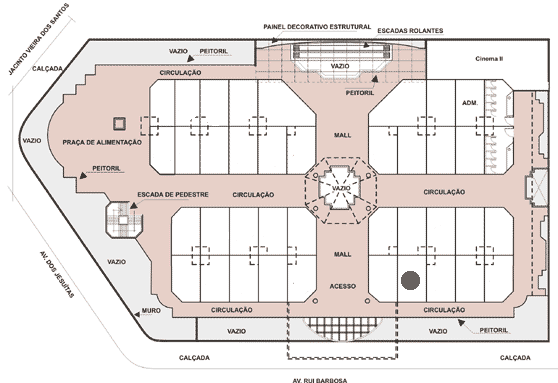 PAINEL DECORATIVO ESTRUTURAL
ESCADAS ROLANTES
JACINTO VIEIRA DOS SANTOS
CALÇADA
VAZIO
PEITORIL
CIRCULAÇÃO
VAZIO
PEITORIL
Cinema II
ADM.
VAZIO
PRAÇA DE ALIMENTAÇÃO
MALL
PEITORIL
ESCADA DE PEDESTRE
CIRCULAÇÃO
VAZIO
CIRCULAÇÃO
AV. DOS JESUÍTAS
VAZIO
MALL
ACESSO
MURO
CIRCULAÇÃO
CIRCULAÇÃO
VAZIO
VAZIO
PEITORIL
CALÇADA
CALÇADA
AV. RUI BARBOSA